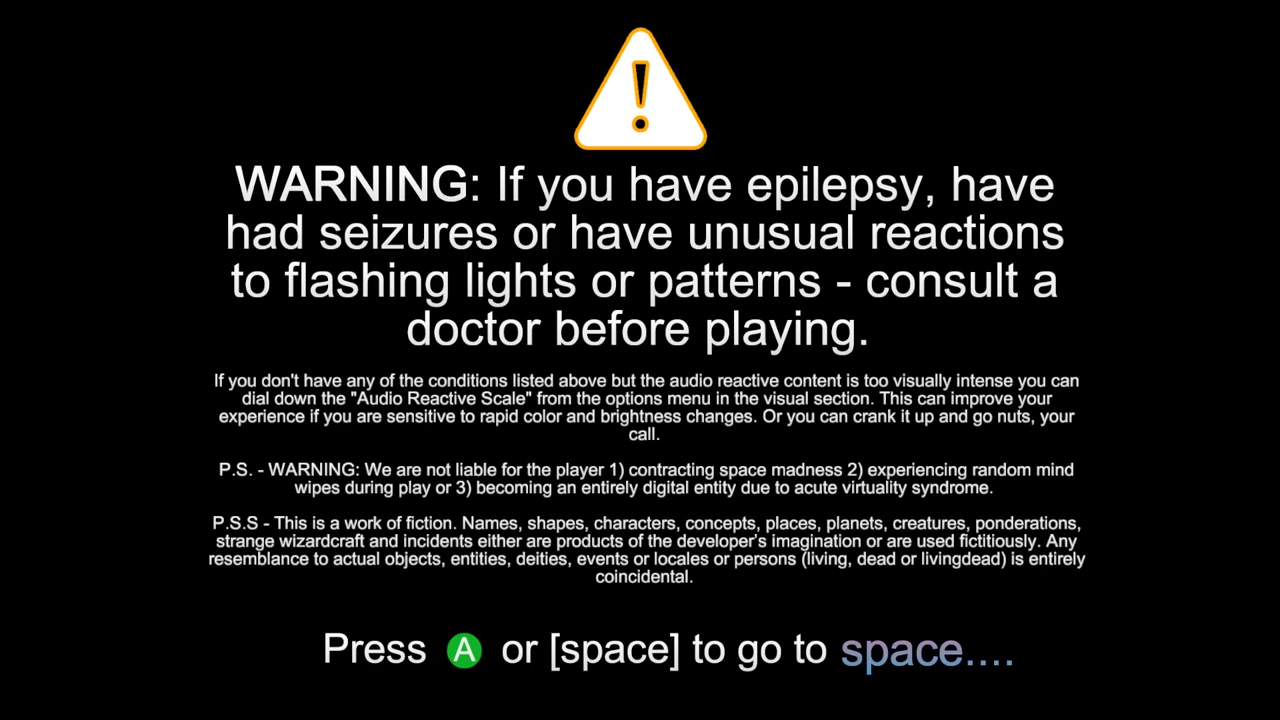 WARNING: If you have epilepsy, have
had seizures or have unusual reactions
to flashing lights or patterns - consult a
doctor before playing.
If you don't have any of the conditions listed above but the audio reactive content is too visually intense you can
dial down the "Audio Reactive Scale" from the options menu in the visual section. This can improve your
experience if you are sensitive to rapid color and brightness changes. Or you can crank it up and go nuts, your
call.
P.S. - WARNING: We are not liable for the player 1) contracting space madness 2) experiencing random mind
wipes during play or 3) becoming an entirely digital entity due to acute virtuality syndrome.
P.S.S - This is a work of fiction. Names, shapes, characters, concepts, places, planets, creatures, ponderations,
strange wizardcraft and incidents either are products of the developer's imagination or are used fictitiously. Any
resemblance to actual objects, entities, deities, events or locales or persons (living, dead or livingdead) is entirely
coincidental.
Press A or [space] to go to space....